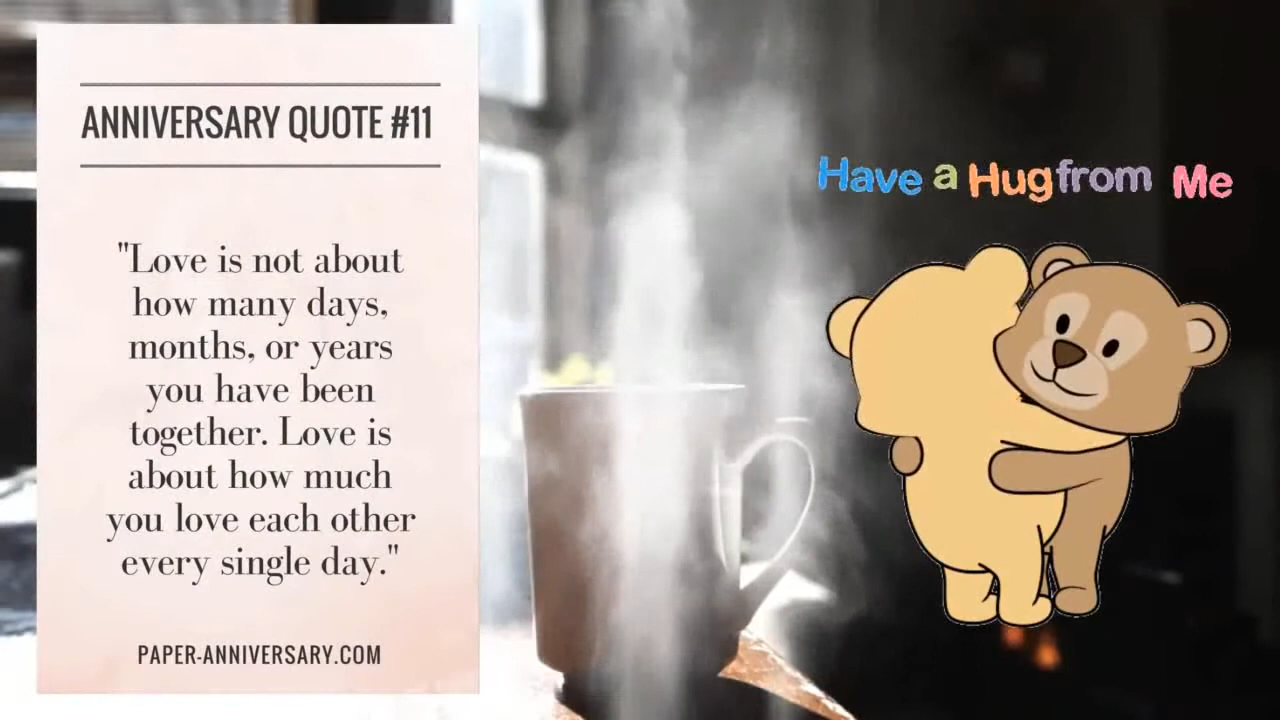 ANNIVERSARY QUOTE #11
"Love is not about
how many days,
months, or years
you have been
together. Love is
about how much
you love each other
every single day."
PAPER-ANNIVERSARY.COM
Have a Hug from Me